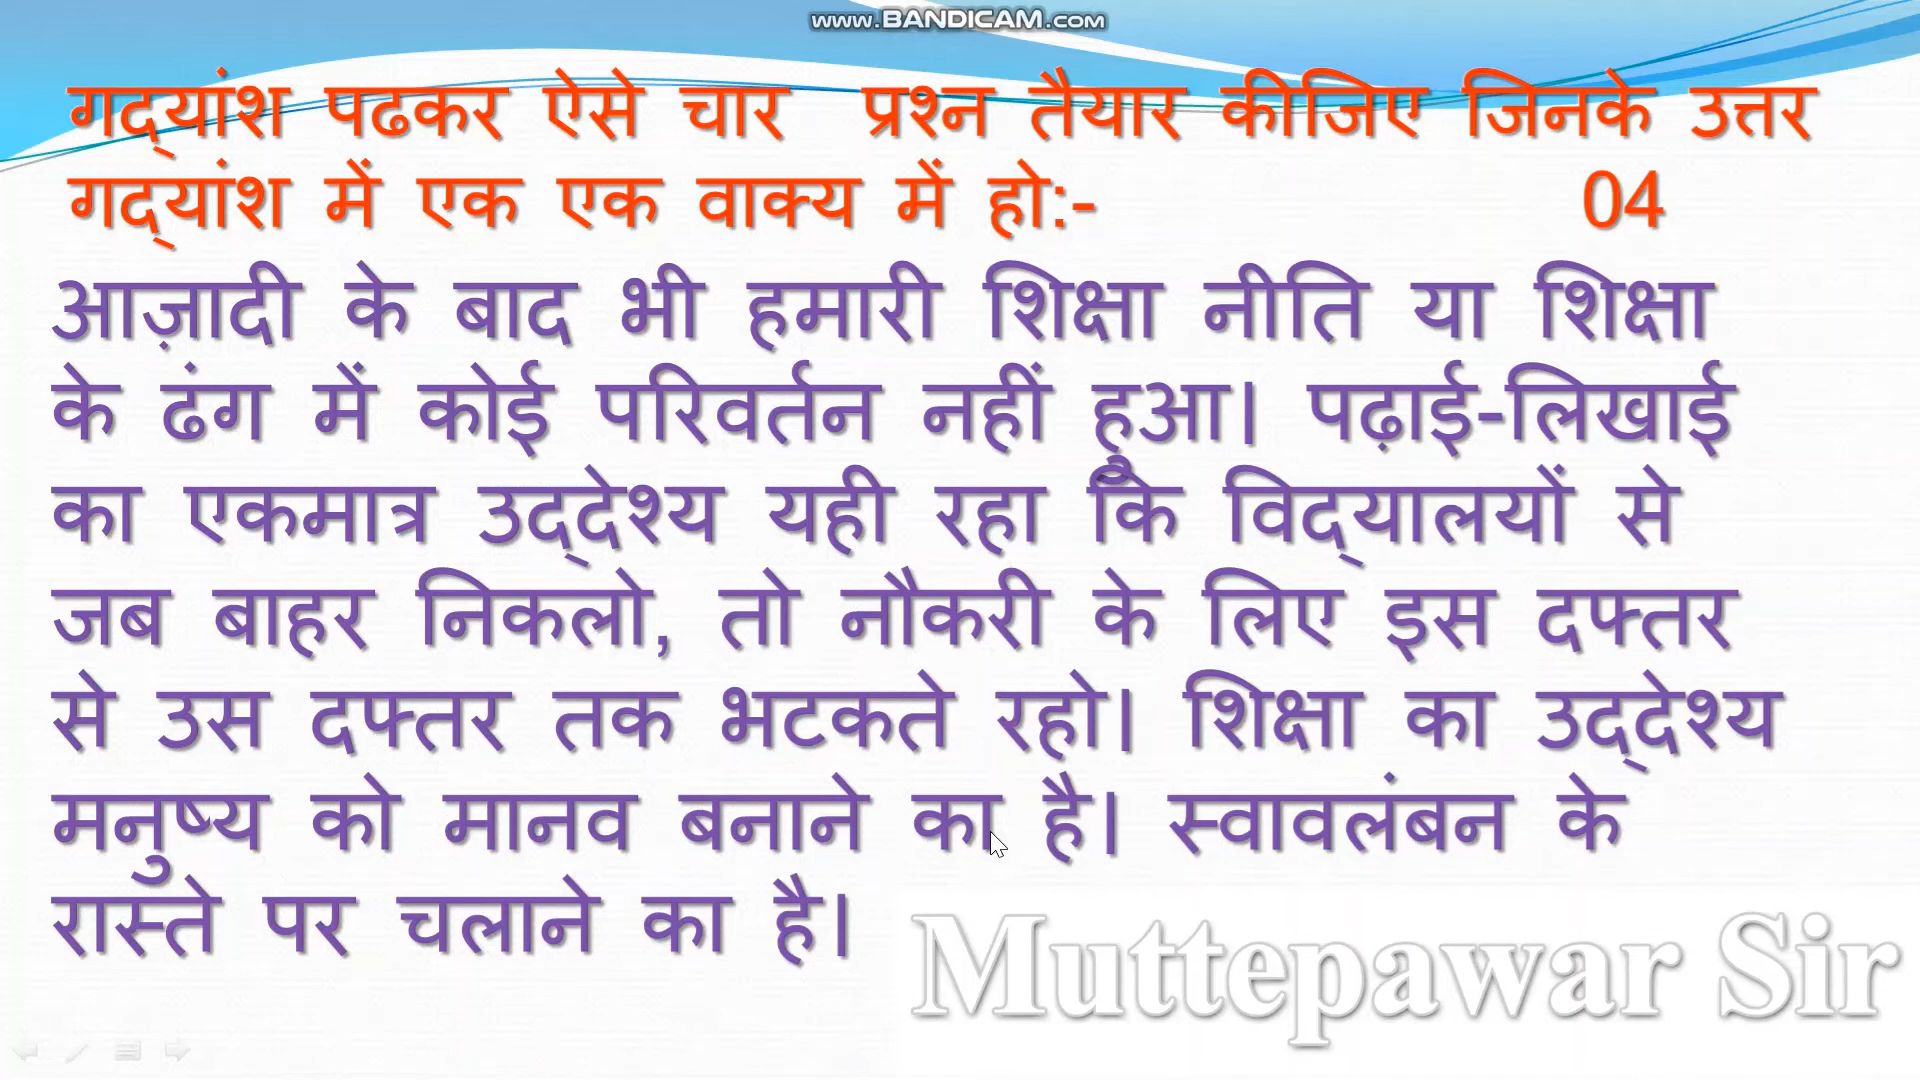 www.BANDICAM.com
गद्यांश पढकर ऐसे चार प्रश्न तैयार कीजिए जिनके उत्तर
गद्यांश में एक एक वाक्य में हो:- 04
आज़ादी के बाद भी हमारी शिक्षा नीति या शिक्षा
के ढंग में कोई परिवर्तन नहीं हुआ। पढ़ाई-लिखाई
का एकमात्र उद्देश्य यही रहा कि विद्यालयों से
जब बाहर निकलो, तो नौकरी के लिए इस दफ्तर
से उस दफ्तर तक भटकते रहो। शिक्षा का उद्देश्य
मनुष्य को मानव बनाने का है। स्वावलंबन के
रास्ते पर चलाने का है।
Muttepawar Sir